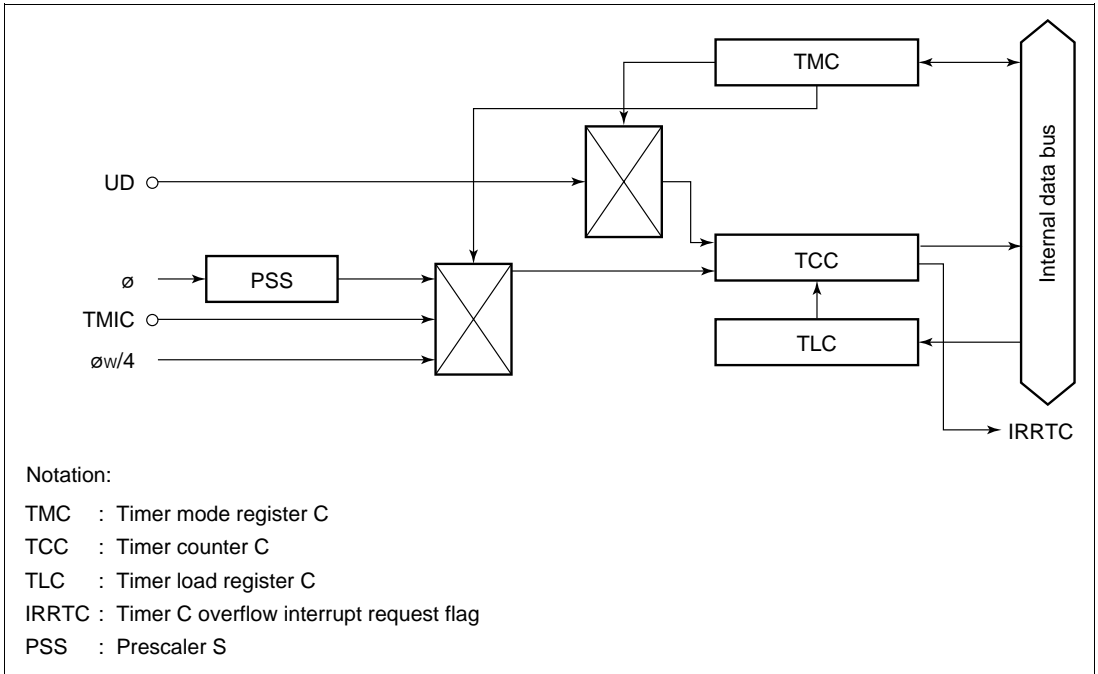 TMC
Internal data bus
UD
TCC
ø
PSS
TMIC
TLC
øw/4
IRRTC
Notation:
TMC : Timer mode register C
TCC : Timer counter C
TLC : Timer load register C
IRRTC : Timer C overflow interrupt request flag
PSS : Prescaler S